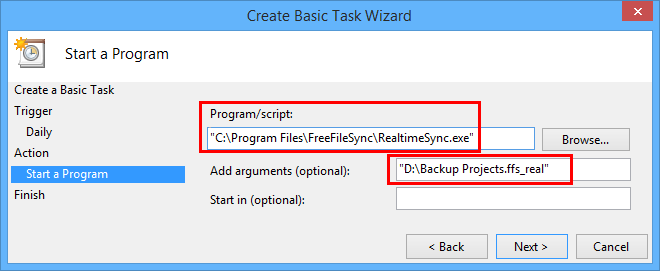 Create Basic Task Wizard
Start a Program
Create a Basic Task
Trigger
Daily
Action
Start a Program
Finish
Program/script:
"C:\Program Files\FreeFileSync\RealtimeSync.exe"
Browse...
Add arguments (optional):
"D:\Backup Projects.ffs_real"
Start in (optional):
< Back
Next >
Cancel